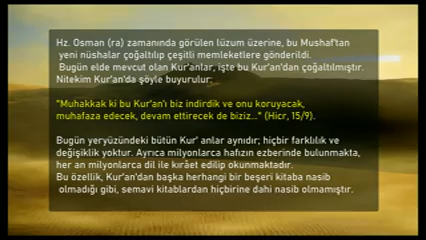 Hz. Osman (ra) zamanında görülen lüzum üzerine, bu Mushaf'tan
yeni nüshalar çoğaltılıp çeşitli memleketlere gönderildi.
Bugün elde mevcut olan Kur'anlar, işte bu Kur'an'dan çoğaltılmıştır.
Nitekim Kur'an'da şöyle buyurulur:
"Muhakkak ki bu Kur'an'ı biz indirdik ve onu koruyacak,
muhafaza edecek, devam ettirecek de biziz..." (Hicr, 15/9).
Bugün yeryüzündeki bütün Kur' anlar aynıdır; hiçbir farklılık ve
değişiklik yoktur. Ayrıca milyonlarca hafızın ezberinde bulunmakta,
her an milyonlarca dil ile kırâet edilip okunmaktadır.
Bu özellik, Kur'an'dan başka herhangi bir beşeri kitaba nasib
olmadığı gibi, semavi kitablardan hiçbirine dahi nasib olmamıştır.